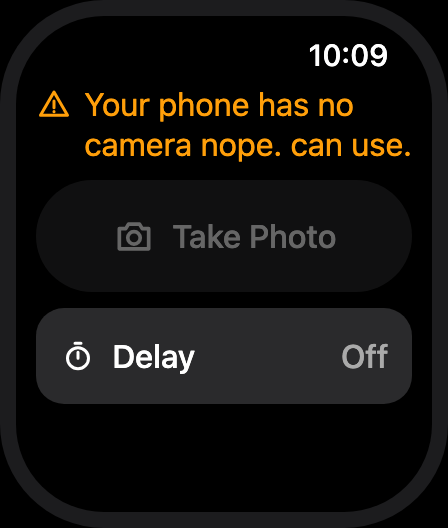 10:09
Your phone has no
camera nope. can use.
Take Photo
Delay Off